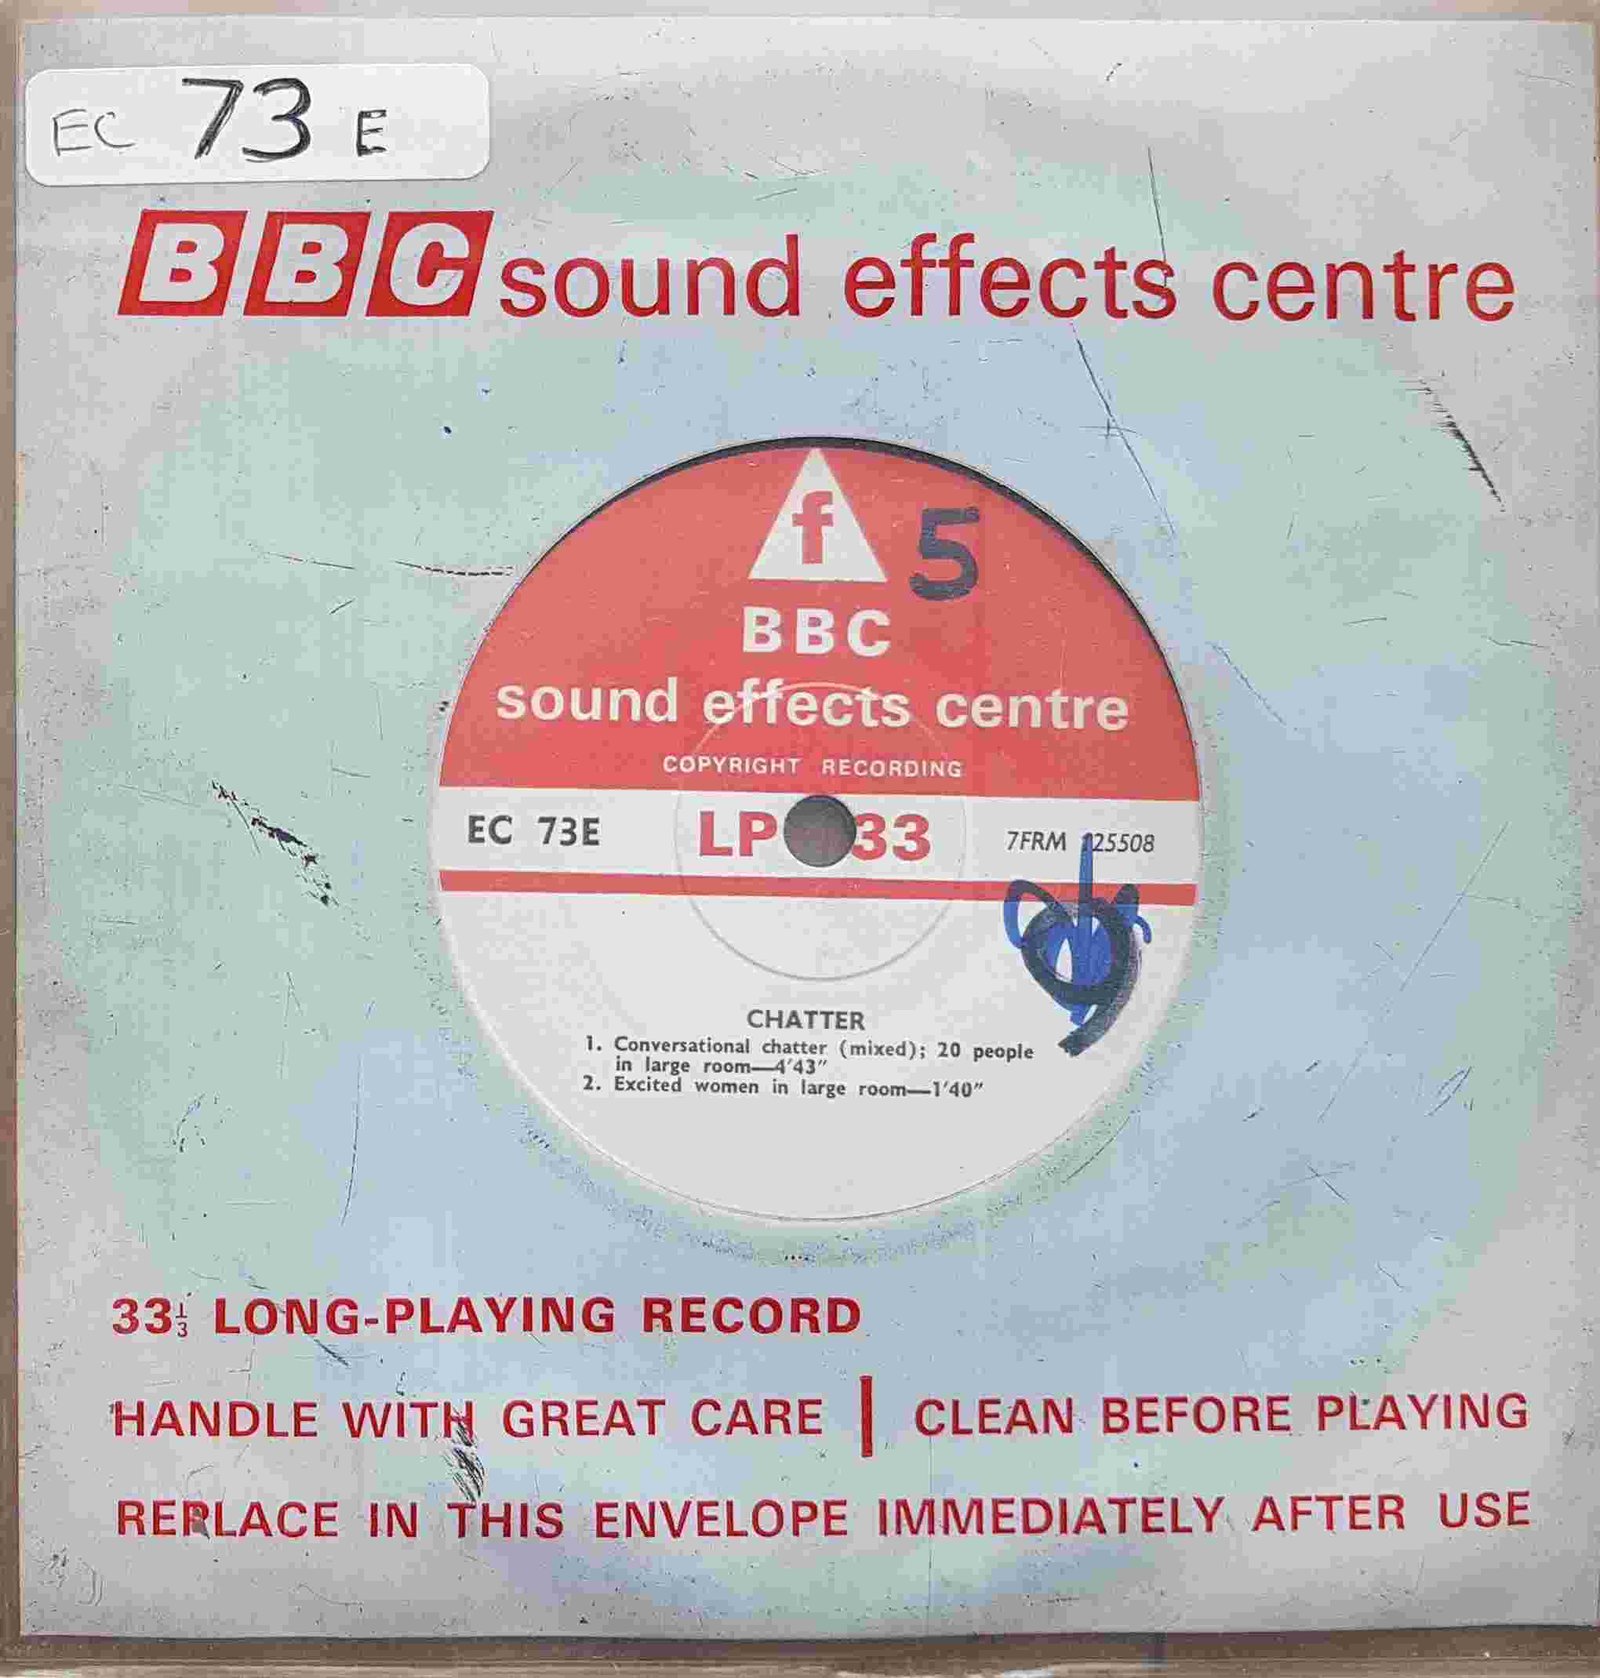 EC 73 E
BBC sound effects centre
f 5
BBC
sound effects centre
COPYRIGHT RECORDING
EC 73E LP 33 7FRM 125508
CHATTER
1. Conversational chatter (mixed); 20 people
in large room—4′43″
2. Excited women in large room—1′40″
33⅓ LONG-PLAYING RECORD
HANDLE WITH GREAT CARE | CLEAN BEFORE PLAYING
REPLACE IN THIS ENVELOPE IMMEDIATELY AFTER USE